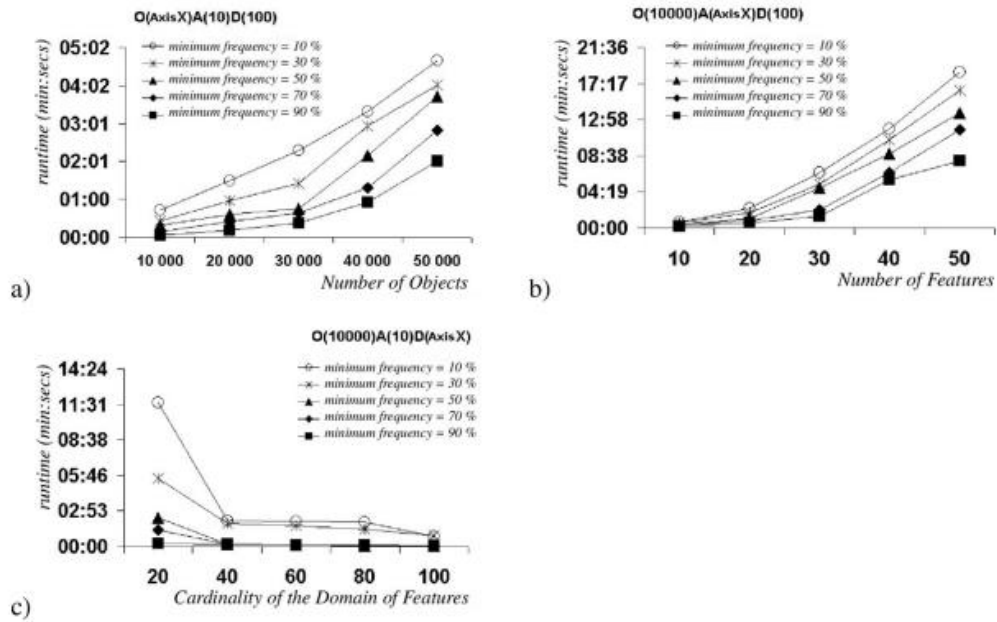 O(AxisX)A(10)D(100)
05:02
04:02
03:01
02:01
01:00
00:00
runtime (min:secs)
minimum frequency = 10 %
minimum frequency = 30 %
minimum frequency = 50 %
minimum frequency = 70 %
minimum frequency = 90 %
10 000 20 000 30 000 40 000 50 000
Number of Objects
a)
O(10000)A(AxisX)D(100)
21:36
17:17
12:58
08:38
04:19
00:00
runtime (min:secs)
minimum frequency = 10 %
minimum frequency = 30 %
minimum frequency = 50 %
minimum frequency = 70 %
minimum frequency = 90 %
10 20 30 40 50
Number of Features
b)
O(10000)A(10)D(AxisX)
14:24
11:31
08:38
05:46
02:53
00:00
runtime (min:secs)
minimum frequency = 10 %
minimum frequency = 30 %
minimum frequency = 50 %
minimum frequency = 70 %
minimum frequency = 90 %
20 40 60 80 100
Cardinality of the Domain of Features
c)